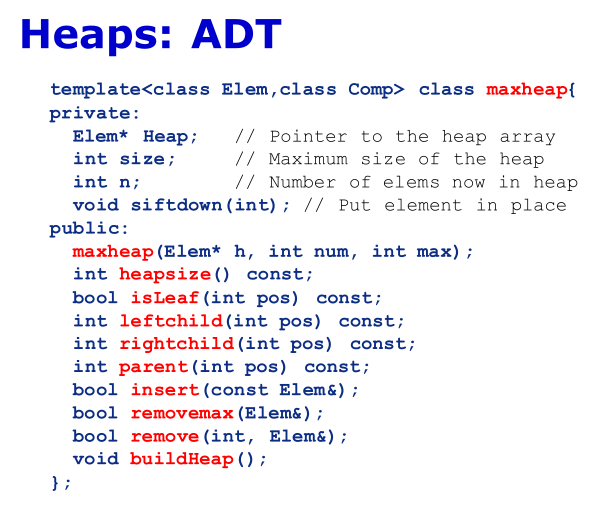 Heaps: ADT
template<class Elem,class Comp> class maxheap{
private:
Elem* Heap; // Pointer to the heap array
int size; // Maximum size of the heap
int n; // Number of elems now in heap
void siftdown(int); // Put element in place
public:
maxheap(Elem* h, int num, int max);
int heapsize() const;
bool isLeaf(int pos) const;
int leftchild(int pos) const;
int rightchild(int pos) const;
int parent(int pos) const;
bool insert(const Elem&);
bool removemax(Elem&);
bool remove(int, Elem&);
void buildHeap();
};